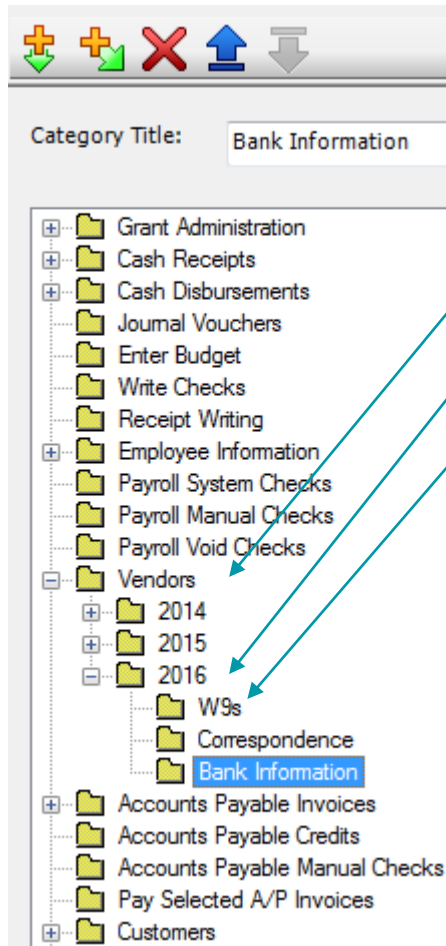 Category Title: Bank Information
Grant Administration
Cash Receipts
Cash Disbursements
Journal Vouchers
Enter Budget
Write Checks
Receipt Writing
Employee Information
Payroll System Checks
Payroll Manual Checks
Payroll Void Checks
Vendors
2014
2015
2016
W9s
Correspondence
Bank Information
Accounts Payable Invoices
Accounts Payable Credits
Accounts Payable Manual Checks
Pay Selected A/P Invoices
Customers